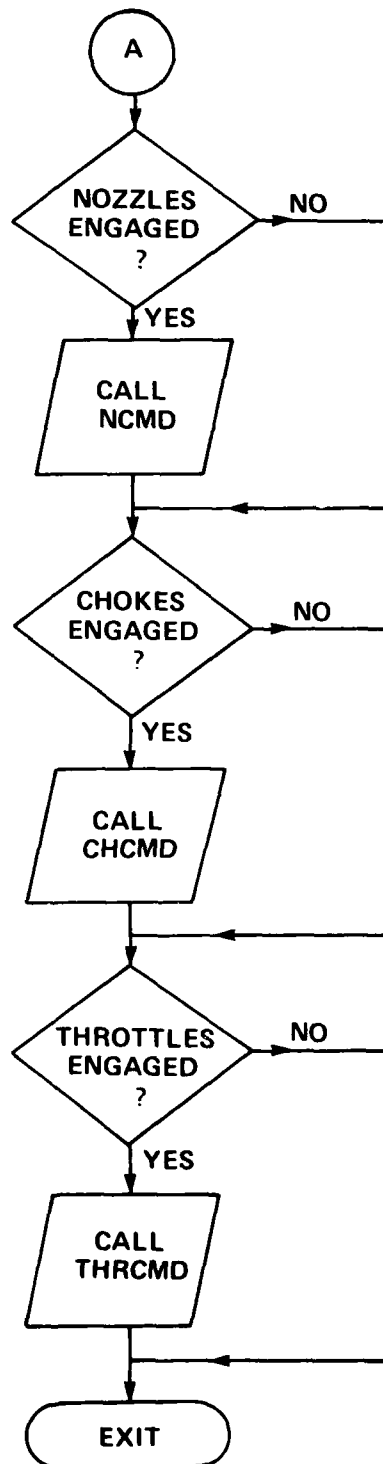 A
NOZZLES
ENGAGED
?
NO
YES
CALL
NCMD
CHOKES
ENGAGED
?
NO
YES
CALL
CHCMD
THROTTLES
ENGAGED
?
NO
YES
CALL
THRCMD
EXIT